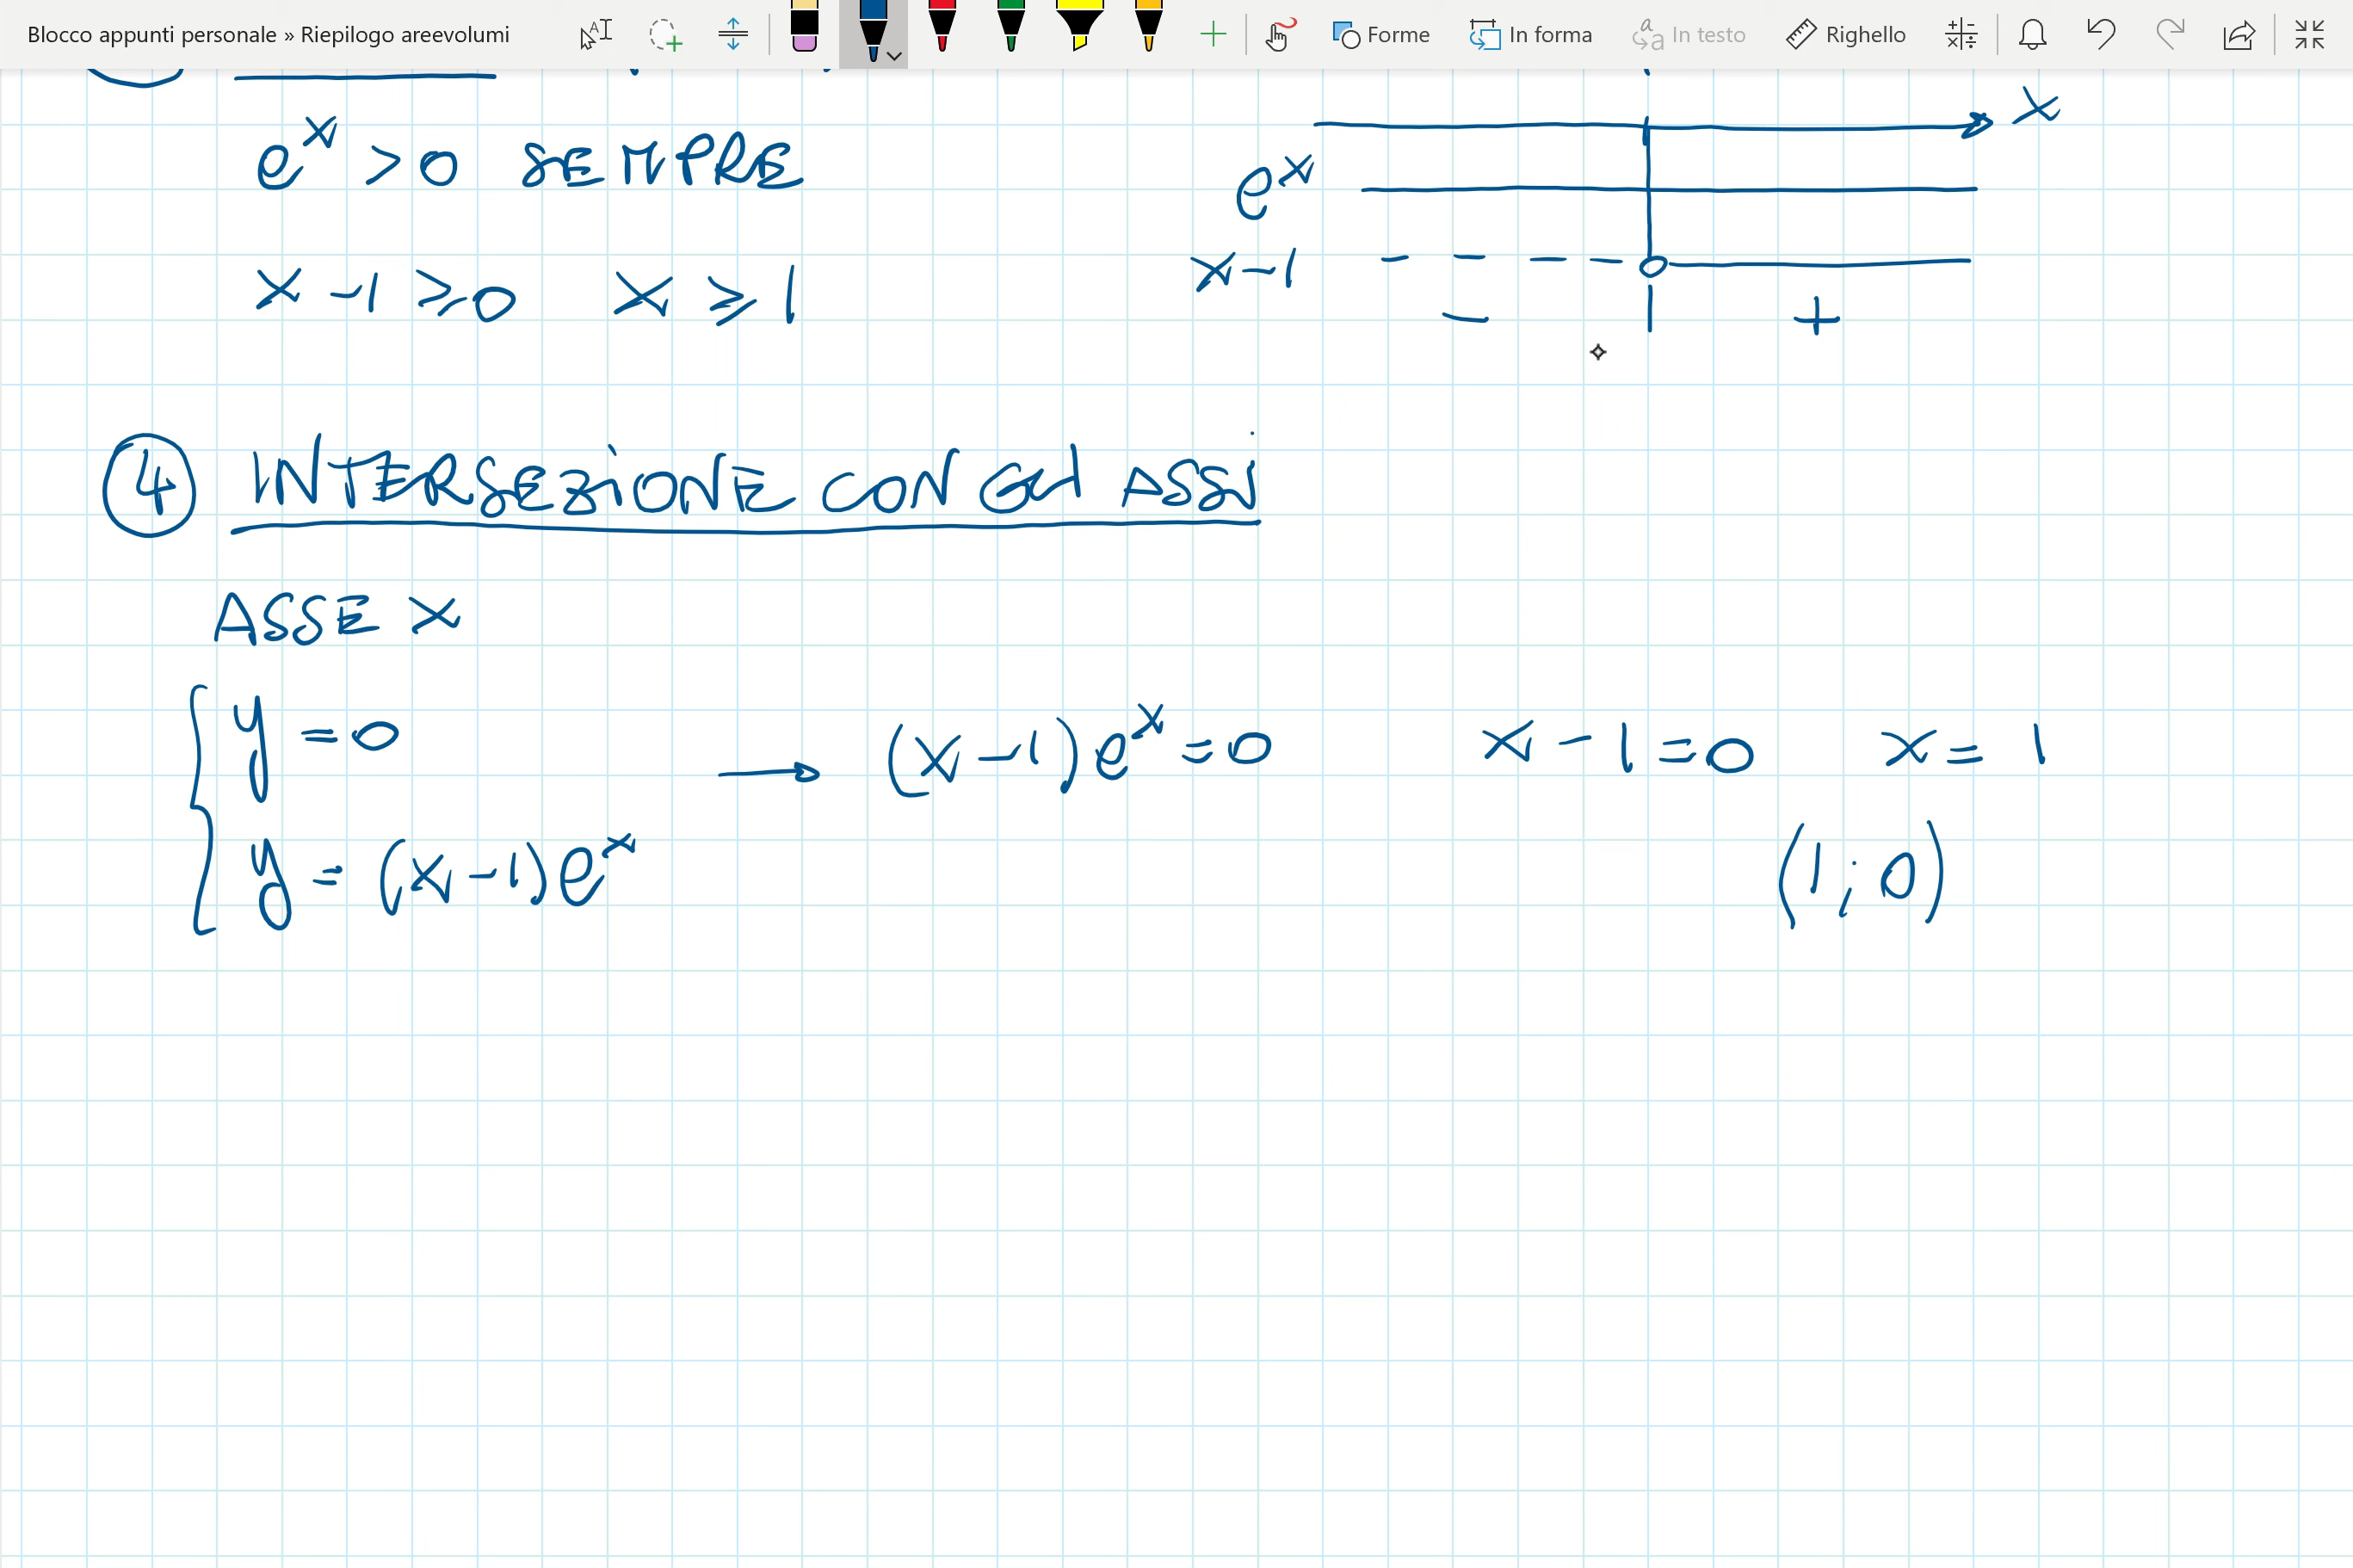 Blocco appunti personale » Riepilogo areevolumi Forme In forma In testo Righello
x
e^x > 0 SEMPRE
e^x
x - 1 ≥ 0 x ≥ 1
x - 1
- +
4 INTERSEZIONE CON GLI ASSI
ASSE X
y = 0
→ (x - 1) e^x = 0 x - 1 = 0 x = 1
y = (x - 1) e^x
(1; 0)